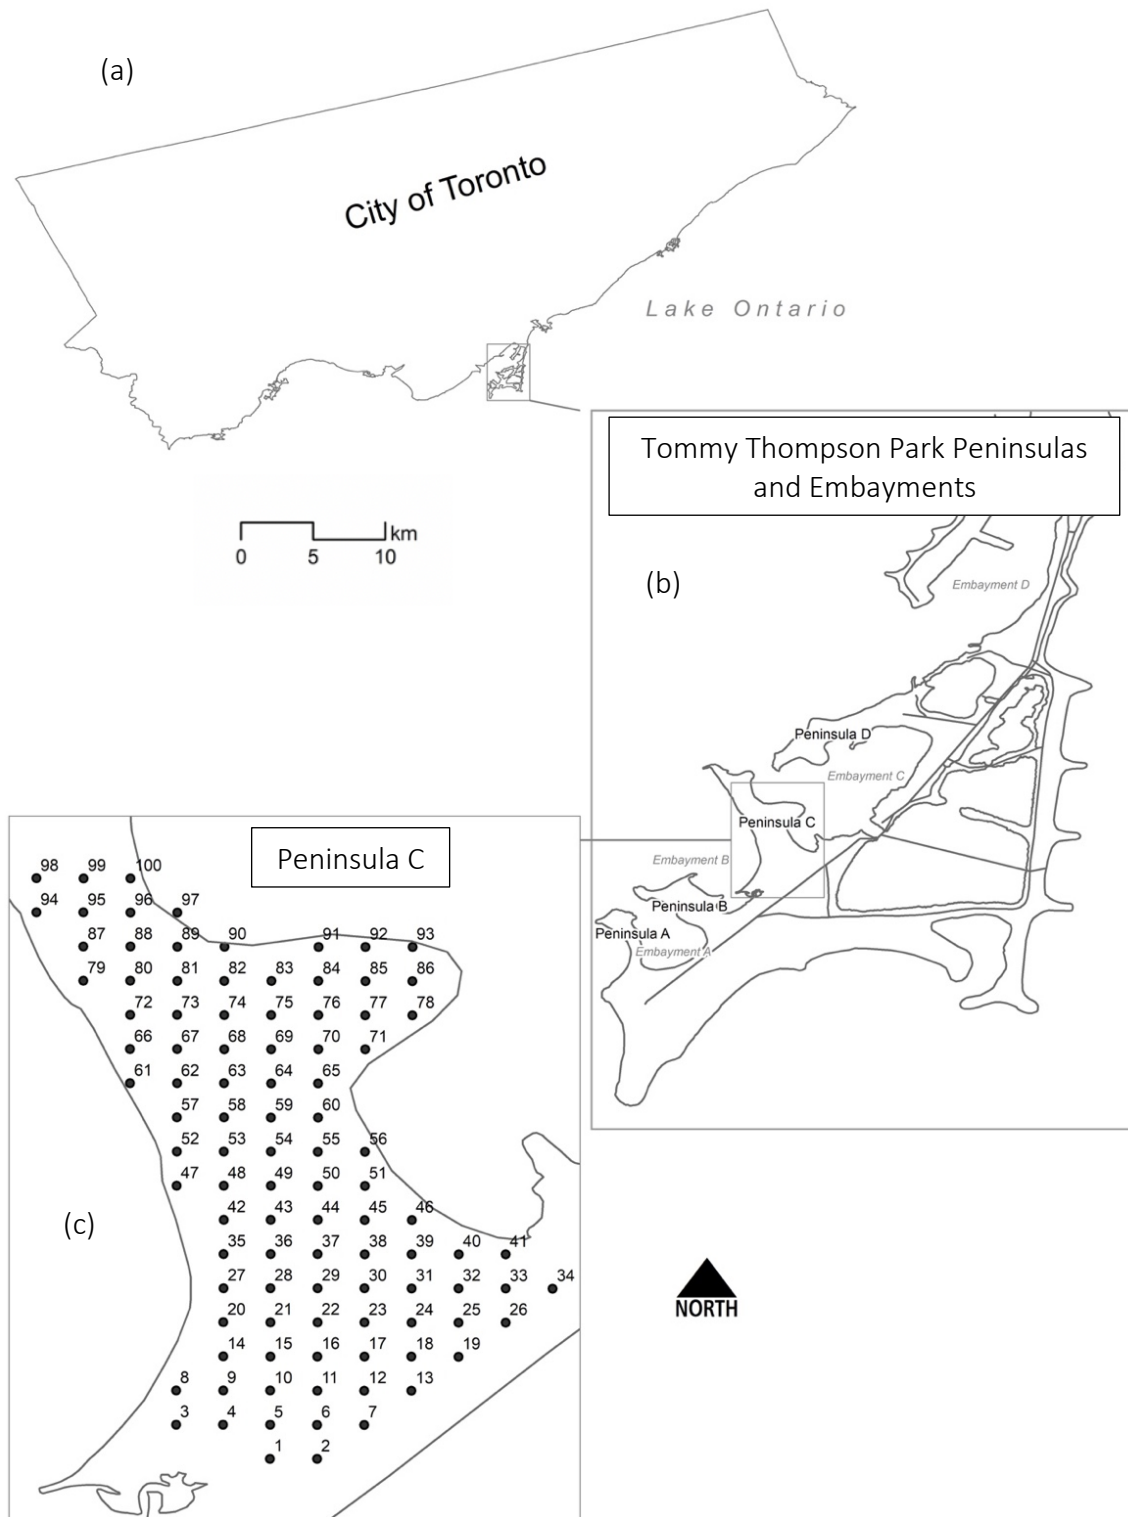 (a)
City of Toronto
Lake Ontario
km
0 5 10
Tommy Thompson Park Peninsulas
and Embayments
(b)
Embayment D
Peninsula D
Embayment C
Peninsula C
Embayment B
Peninsula B
Peninsula A
Embayment A
Peninsula C
98 99 100
94 95 96 97
87 88 89 90 91 92 93
79 80 81 82 83 84 85 86
72 73 74 75 76 77 78
66 67 68 69 70 71
61 62 63 64 65
57 58 59 60
52 53 54 55 56
47 48 49 50 51
(c)
42 43 44 45 46
35 36 37 38 39 40 41
27 28 29 30 31 32 33 34
20 21 22 23 24 25 26
14 15 16 17 18 19
8 9 10 11 12 13
3 4 5 6 7
1 2
NORTH